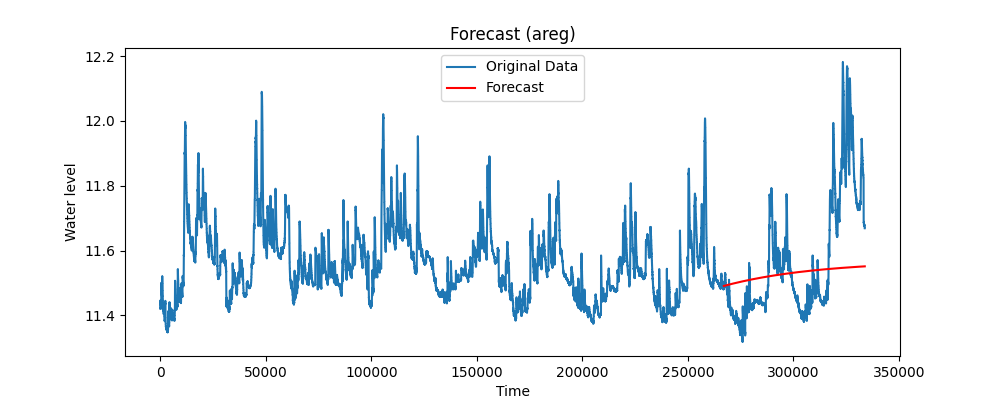 Forecast (areg)
Original Data
Forecast
12.2
12.0
11.8
11.6
11.4
Water level
0
50000
100000
150000
200000
250000
300000
350000
Time